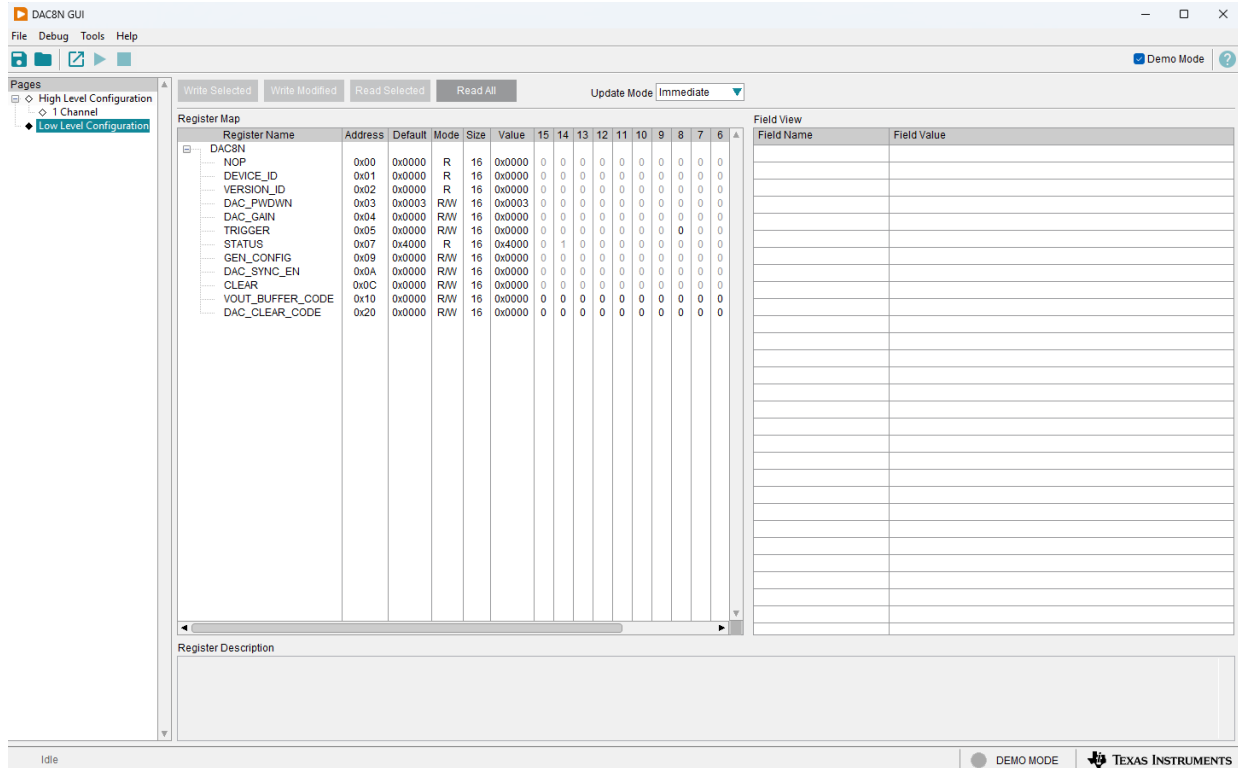 DAC8N GUI
File Debug Tools Help
Demo Mode
Pages
High Level Configuration
1 Channel
Low Level Configuration
Write Selected Write Modified Read Selected Read All Update Mode Immediate
Register Map
Register Name Address Default Mode Size Value 15 14 13 12 11 10 9 8 7 6
DAC8N
NOP 0x00 0x0000 R 16 0x0000 0 0 0 0 0 0 0 0 0 0
DEVICE_ID 0x01 0x0000 R 16 0x0000 0 0 0 0 0 0 0 0 0 0
VERSION_ID 0x02 0x0000 R 16 0x0000 0 0 0 0 0 0 0 0 0 0
DAC_PWDWN 0x03 0x0003 R/W 16 0x0003 0 0 0 0 0 0 0 0 0 0
DAC_GAIN 0x04 0x0000 R/W 16 0x0000 0 0 0 0 0 0 0 0 0 0
TRIGGER 0x05 0x0000 R/W 16 0x0000 0 0 0 0 0 0 0 0 0 0
STATUS 0x07 0x4000 R 16 0x4000 0 1 0 0 0 0 0 0 0 0
GEN_CONFIG 0x09 0x0000 R/W 16 0x0000 0 0 0 0 0 0 0 0 0 0
DAC_SYNC_EN 0x0A 0x0000 R/W 16 0x0000 0 0 0 0 0 0 0 0 0 0
CLEAR 0x0C 0x0000 R/W 16 0x0000 0 0 0 0 0 0 0 0 0 0
VOUT_BUFFER_CODE 0x10 0x0000 R/W 16 0x0000 0 0 0 0 0 0 0 0 0 0
DAC_CLEAR_CODE 0x20 0x0000 R/W 16 0x0000 0 0 0 0 0 0 0 0 0 0
Field View
Field Name Field Value
Register Description
Idle
DEMO MODE
TEXAS INSTRUMENTS